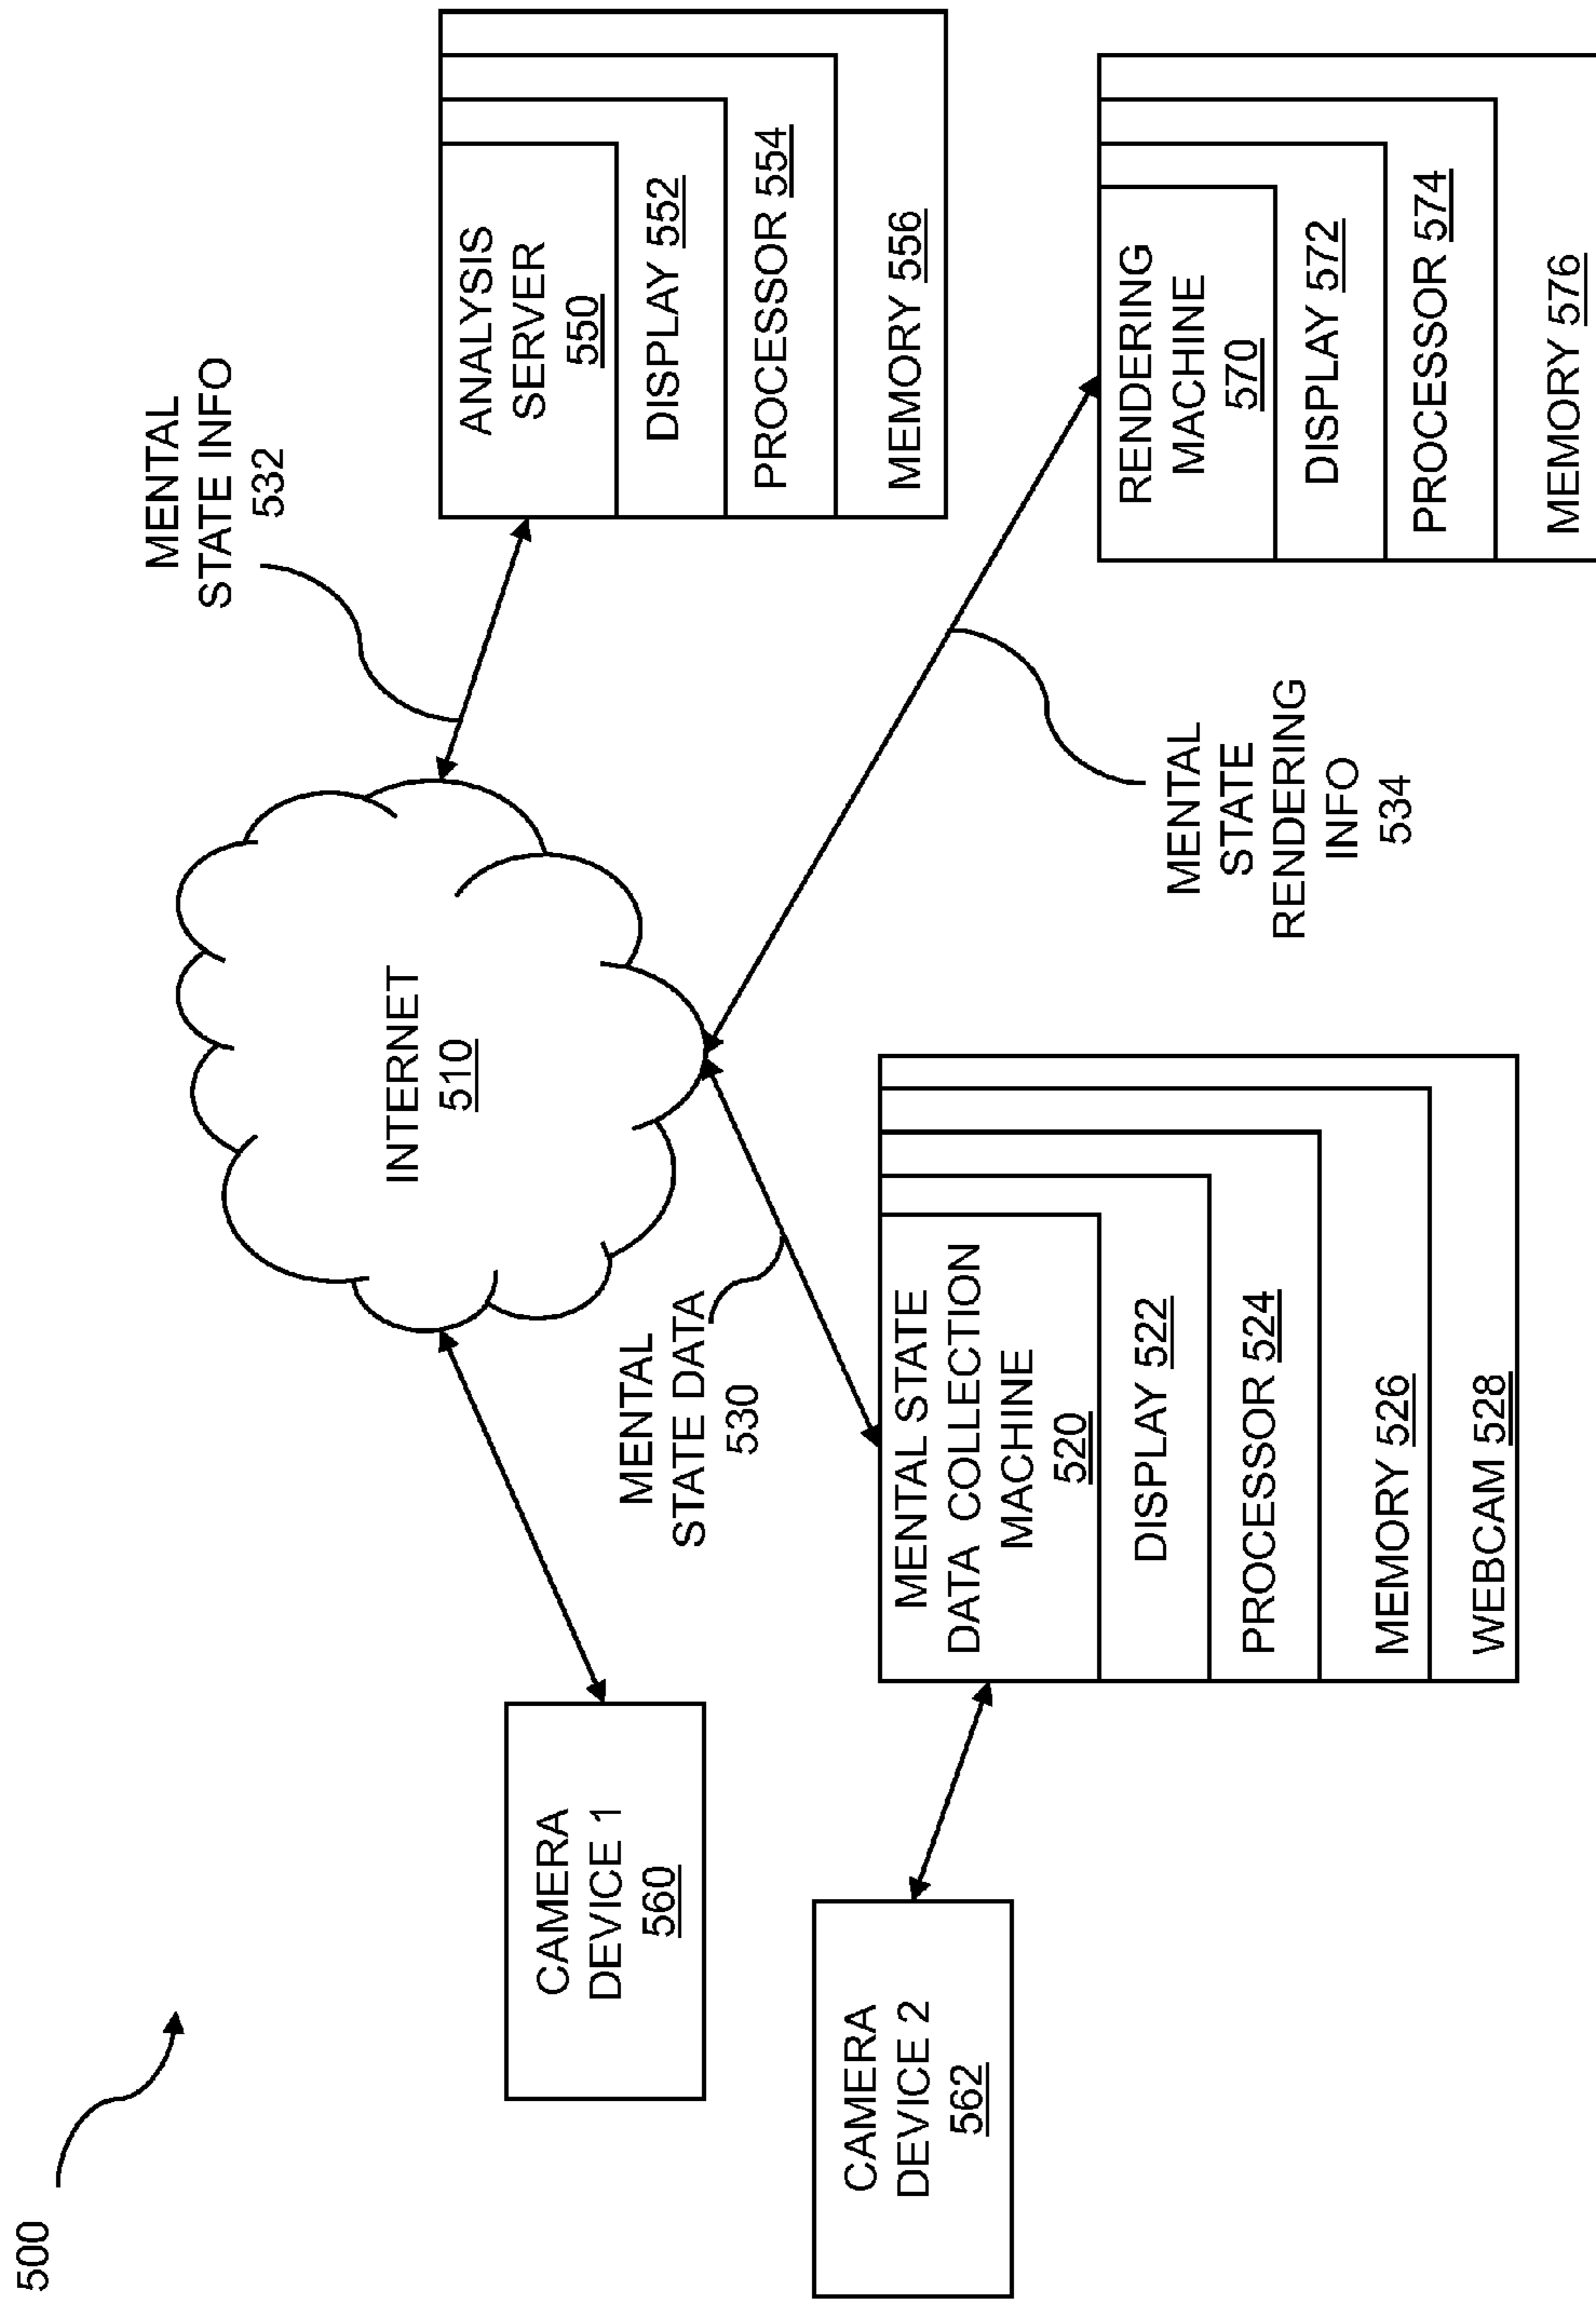 500
CAMERA
DEVICE 1
560
CAMERA
DEVICE 2
562
INTERNET
510
MENTAL
STATE INFO
532
ANALYSIS
SERVER
550
DISPLAY 552
PROCESSOR 554
MEMORY 556
MENTAL
STATE DATA
530
MENTAL STATE
DATA COLLECTION
MACHINE
520
DISPLAY 522
PROCESSOR 524
MEMORY 526
WEBCAM 528
MENTAL
STATE
RENDERING
INFO
534
RENDERING
MACHINE
570
DISPLAY 572
PROCESSOR 574
MEMORY 576